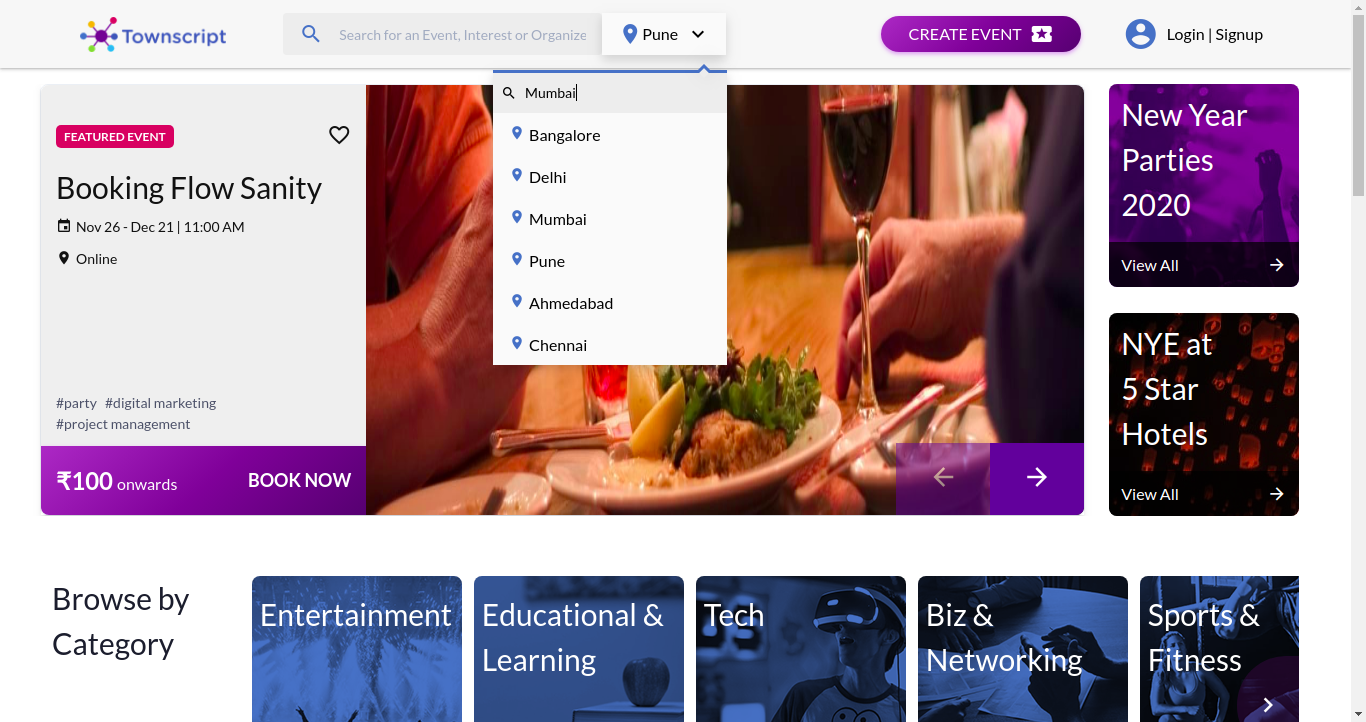 Townscript
Search for an Event, Interest or Organize
Pune
CREATE EVENT
Login | Signup
Mumbai
Bangalore
Delhi
Mumbai
Pune
Ahmedabad
Chennai
FEATURED EVENT
Booking Flow Sanity
Nov 26 - Dec 21 | 11:00 AM
Online
#party #digital marketing
#project management
₹100 onwards
BOOK NOW
New Year
Parties
2020
View All
NYE at
5 Star
Hotels
View All
Browse by
Category
Entertainment
Educational &
Learning
Tech
Biz &
Networking
Sports &
Fitness